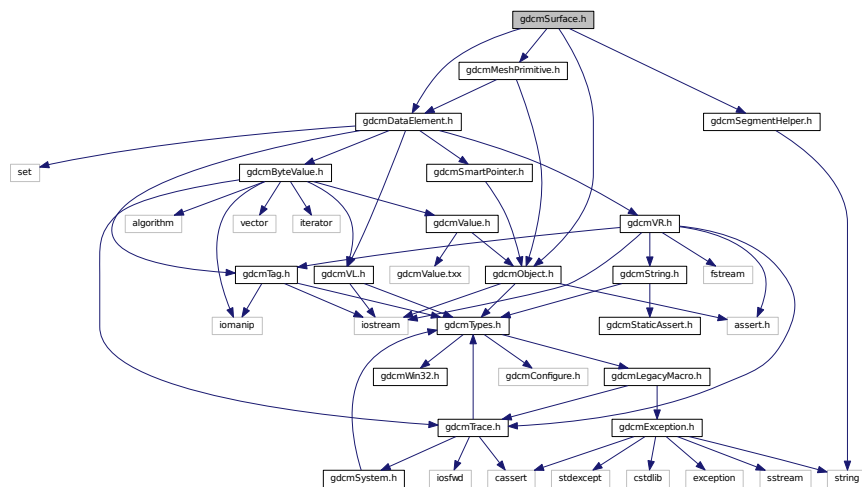 gdcmSurface.h
gdcmMeshPrimitive.h
gdcmDataElement.h
gdcmSegmentHelper.h
set
gdcmByteValue.h
gdcmSmartPointer.h
algorithm
vector
iterator
gdcmValue.h
gdcmVR.h
gdcmTag.h
gdcmVL.h
gdcmValue.txx
gdcmObject.h
gdcmString.h
fstream
iomanip
iostream
gdcmTypes.h
gdcmStaticAssert.h
assert.h
gdcmWin32.h
gdcmConfigure.h
gdcmLegacyMacro.h
gdcmTrace.h
gdcmException.h
gdcmSystem.h
iosfwd
cassert
stdexcept
cstdlib
exception
sstream
string